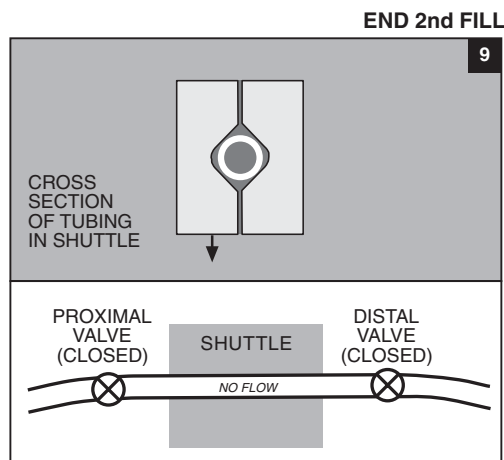 END 2nd FILL
9
CROSS
SECTION
OF TUBING
IN SHUTTLE
PROXIMAL
VALVE
(CLOSED)
SHUTTLE
DISTAL
VALVE
(CLOSED)
NO FLOW